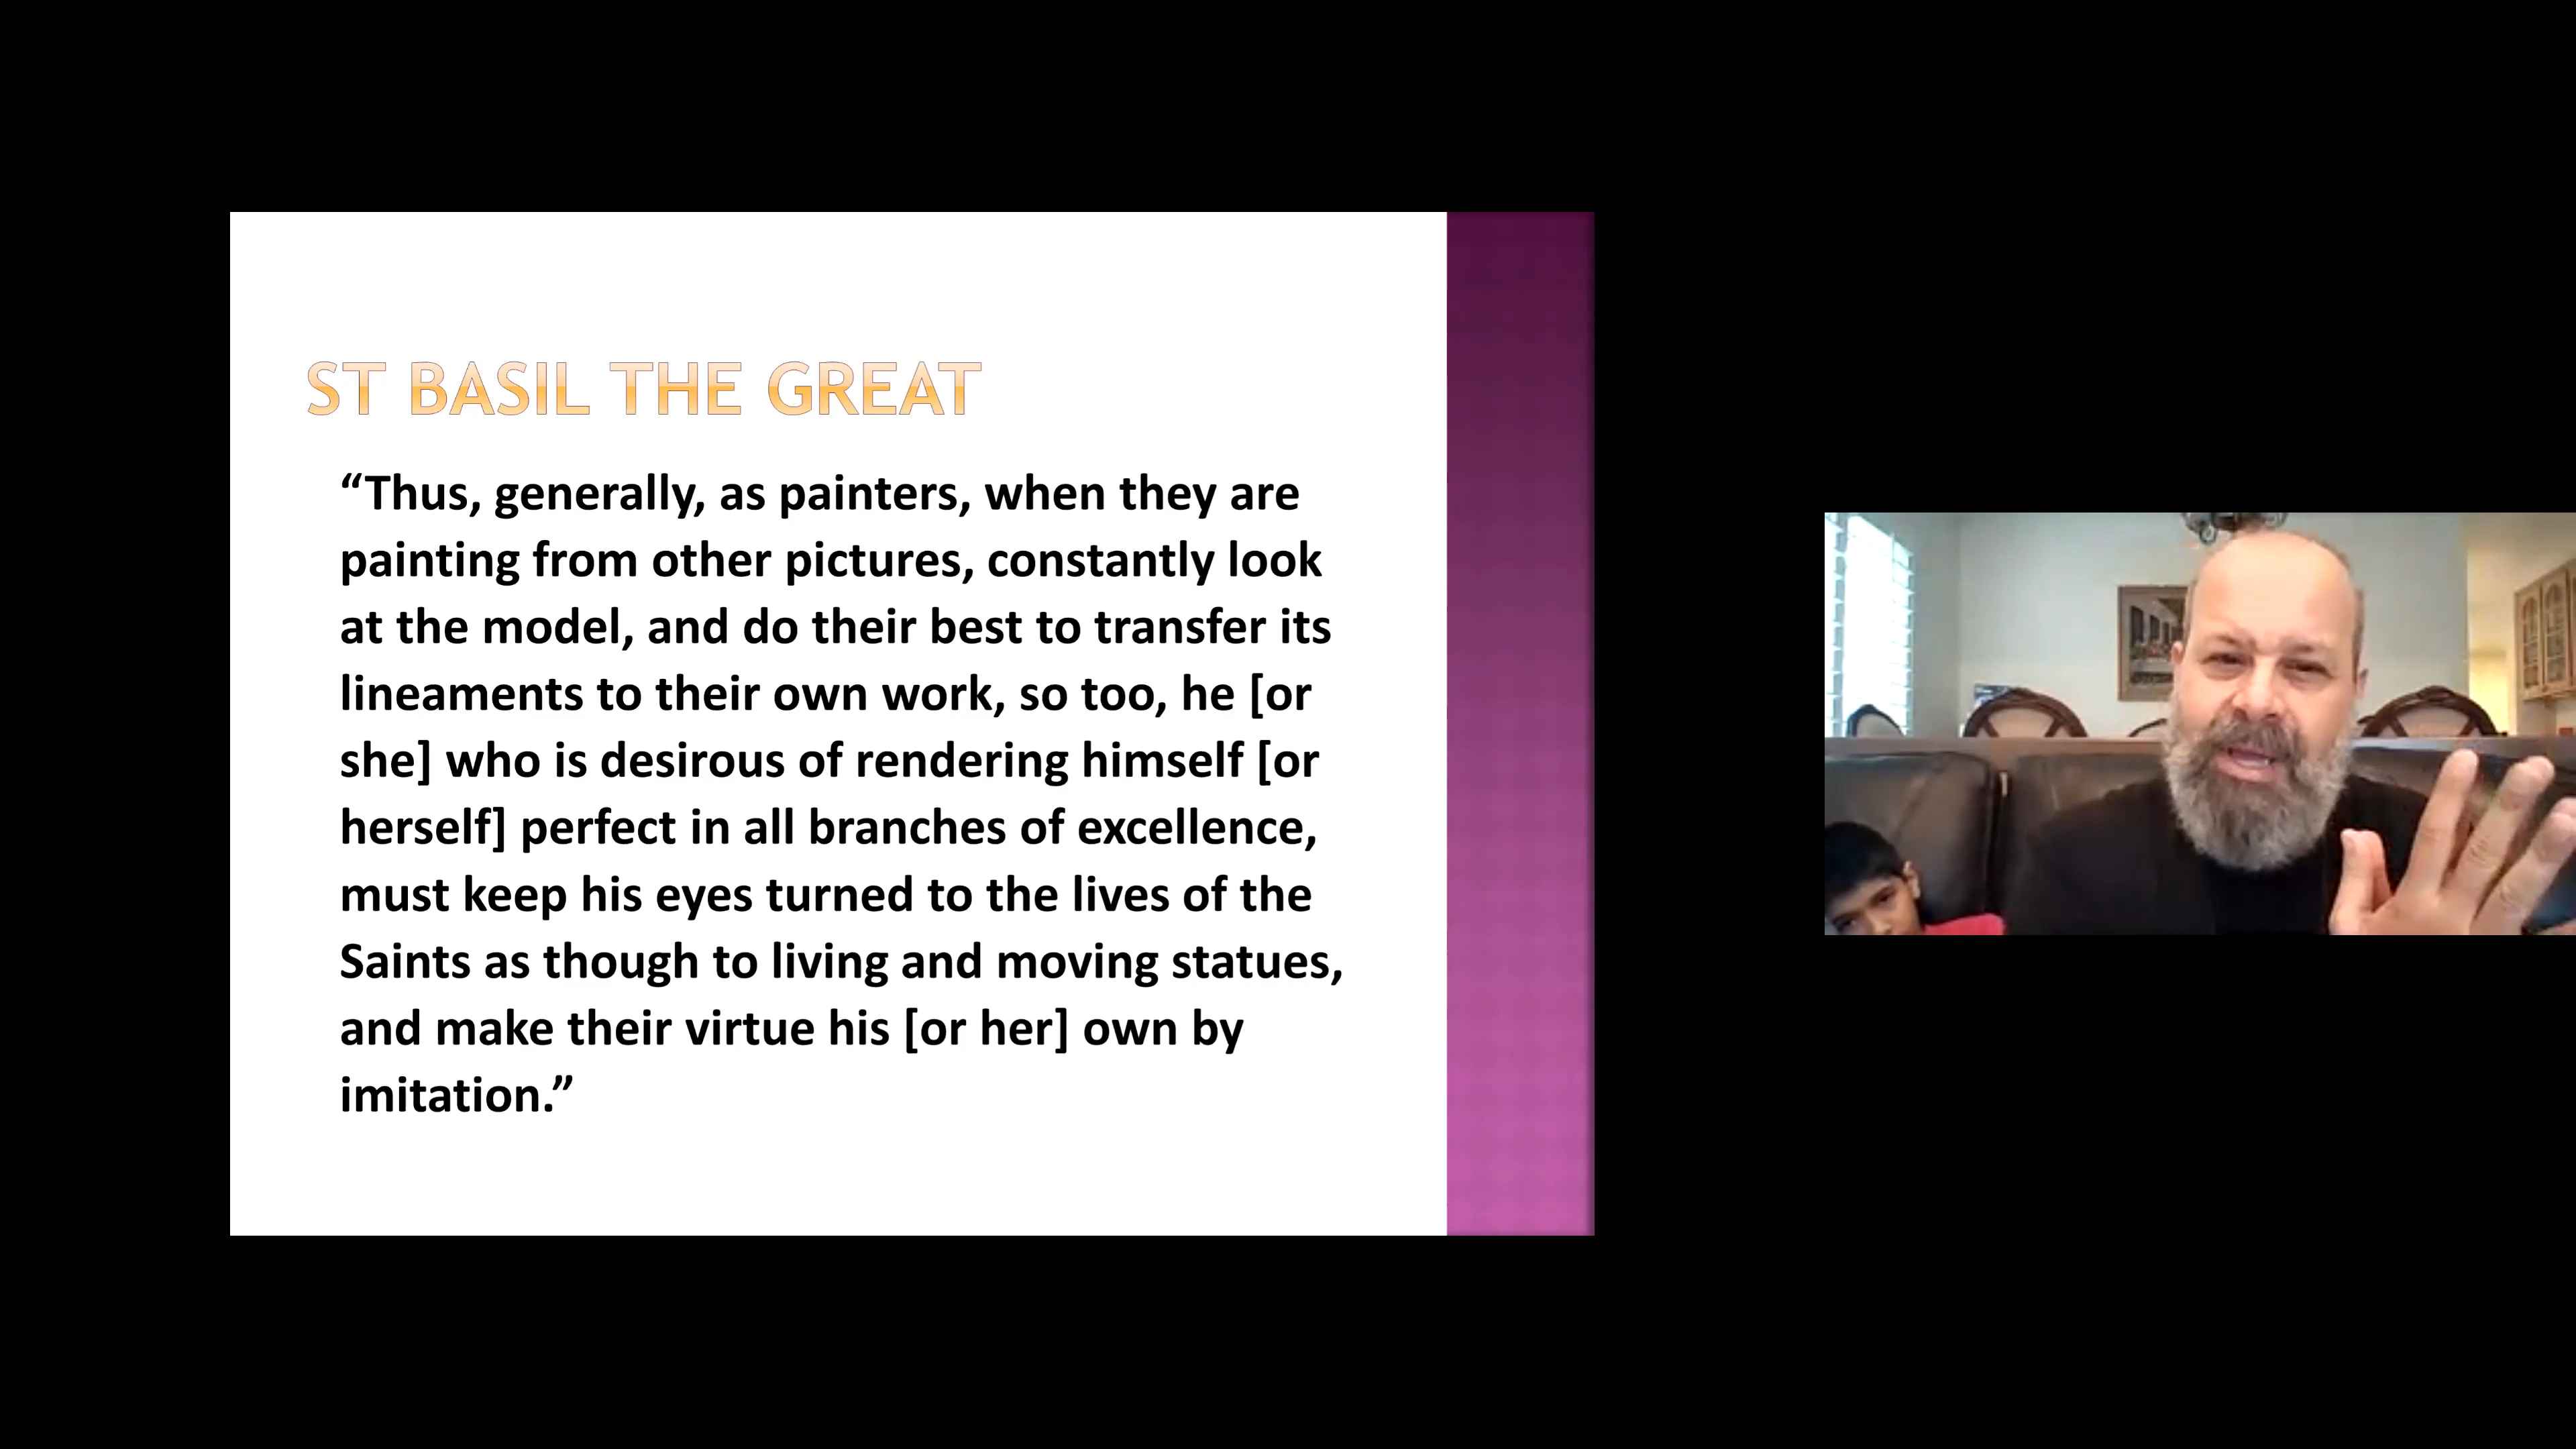 ST BASIL THE GREAT
“Thus, generally, as painters, when they are
painting from other pictures, constantly look
at the model, and do their best to transfer its
lineaments to their own work, so too, he [or
she] who is desirous of rendering himself [or
herself] perfect in all branches of excellence,
must keep his eyes turned to the lives of the
Saints as though to living and moving statues,
and make their virtue his [or her] own by
imitation.”